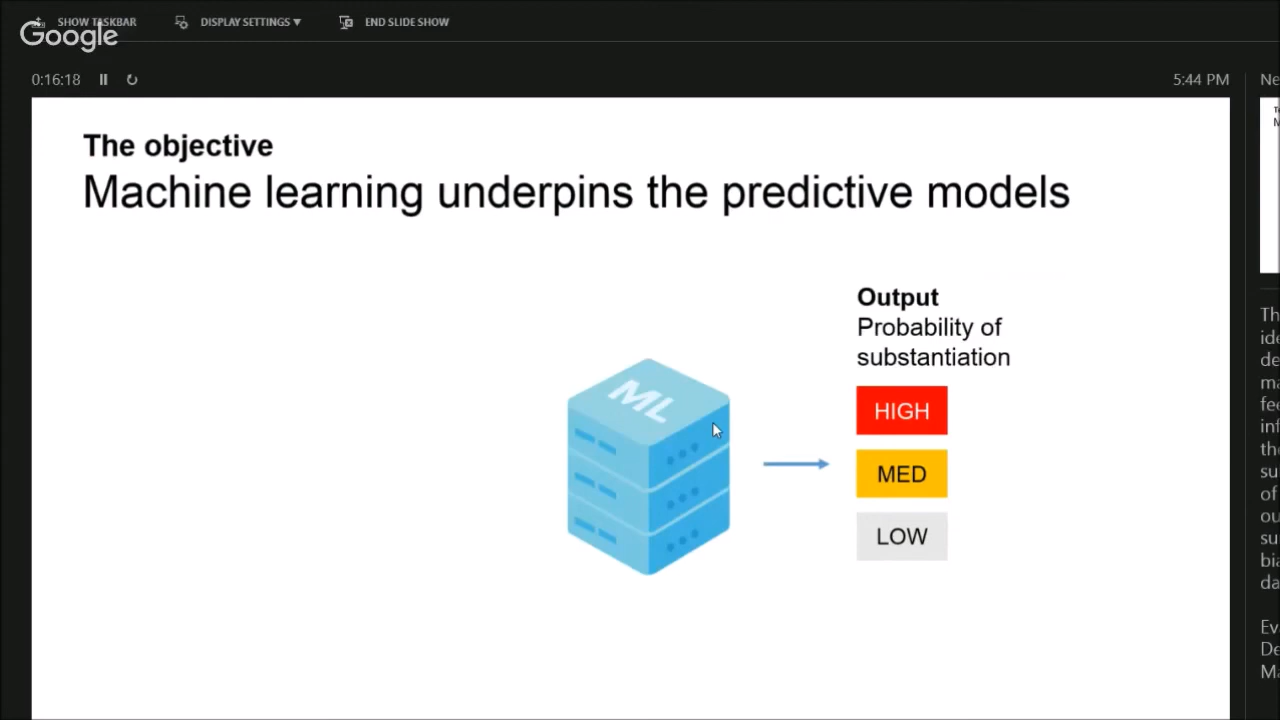 SHOW TASKBAR
DISPLAY SETTINGS ▾
END SLIDE SHOW
Google
0:16:18
5:44 PM
The objective
Machine learning underpins the predictive models
Output
Probability of
substantiation
ML
HIGH
MED
LOW